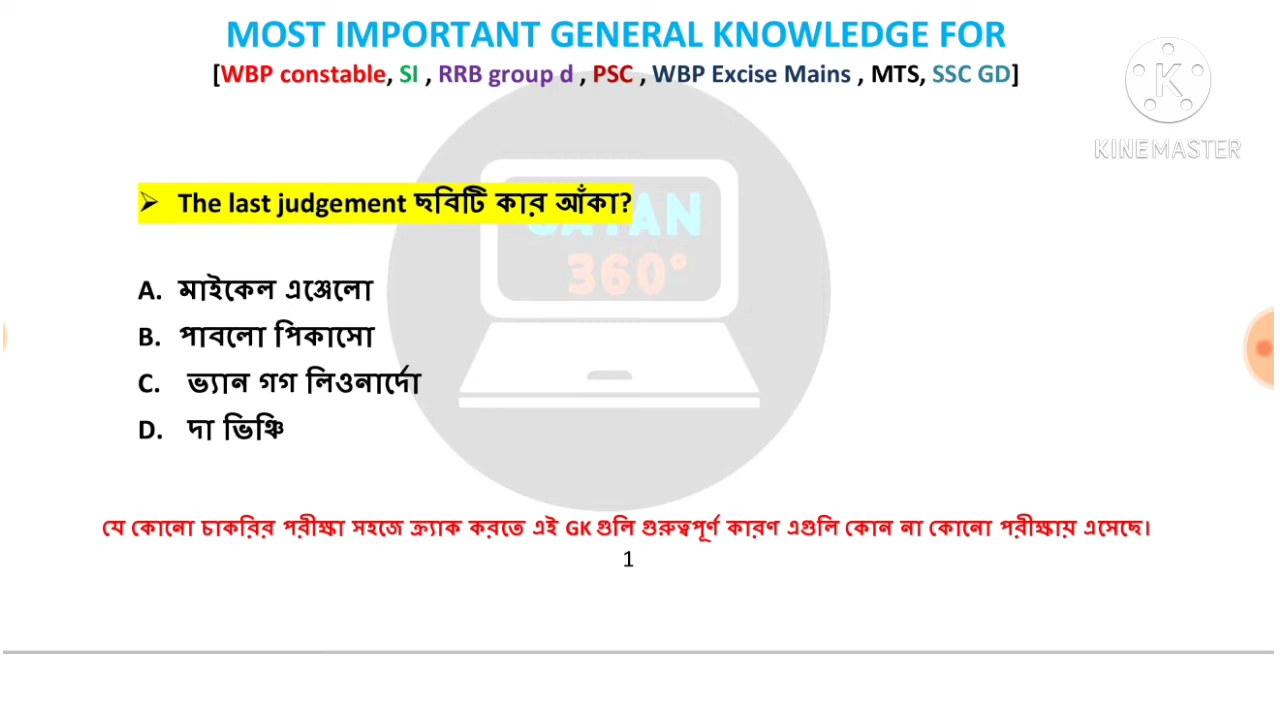 MOST IMPORTANT GENERAL KNOWLEDGE FOR
[WBP constable, SI , RRB group d , PSC , WBP Excise Mains , MTS, SSC GD]
K
KINEMASTER
➢ The last judgement ছবিটি কার আঁকা?
360°
A. মাইকেল এঞ্জেলো
B. পাবলো পিকাসো
C. ভ্যান গগ লিওনার্দো
D. দা ভিঞ্চি
যে কোনো চাকরির পরীক্ষা সহজে ক্র্যাক করতে এই GK গুলি গুরুত্বপূর্ণ কারণ এগুলি কোন না কোনো পরীক্ষায় এসেছে।
1